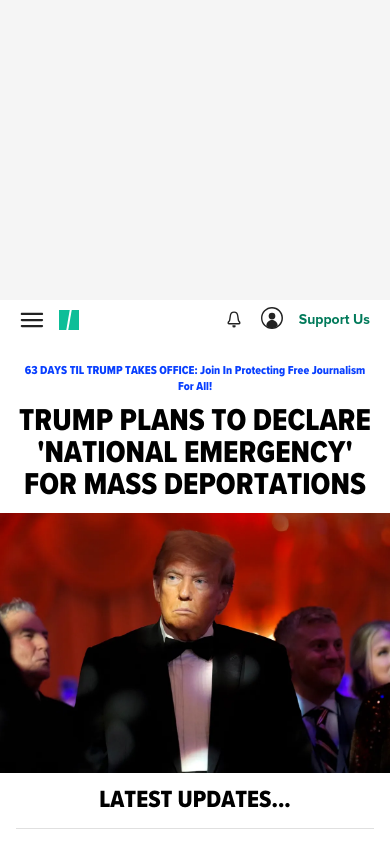 Support Us
63 DAYS TIL TRUMP TAKES OFFICE: Join In Protecting Free Journalism
For All!
TRUMP PLANS TO DECLARE
'NATIONAL EMERGENCY'
FOR MASS DEPORTATIONS
LATEST UPDATES...